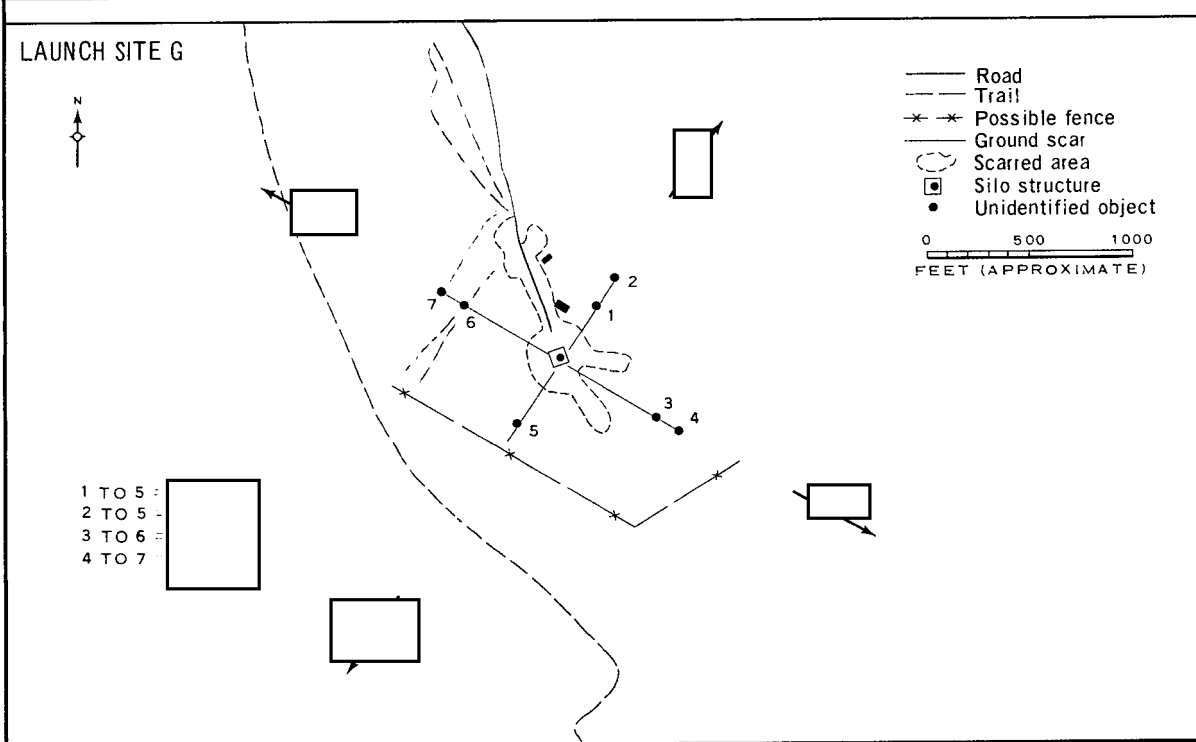 LAUNCH SITE G
N
Road
Trail
Possible fence
Ground scar
Scarred area
Silo structure
Unidentified object
0 500 1000
FEET (APPROXIMATE)
2
1
7
6
3
4
5
1 TO 5 =
2 TO 5 =
3 TO 6 =
4 TO 7 =